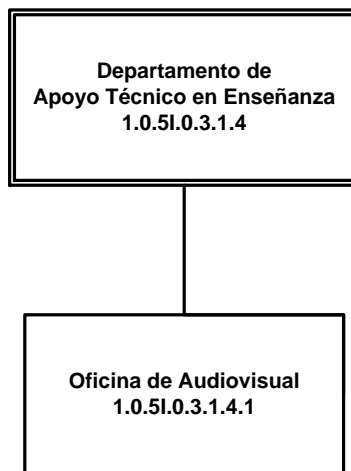 Departamento de
Apoyo Técnico en Enseñanza
1.0.5I.0.3.1.4
Oficina de Audiovisual
1.0.5I.0.3.1.4.1